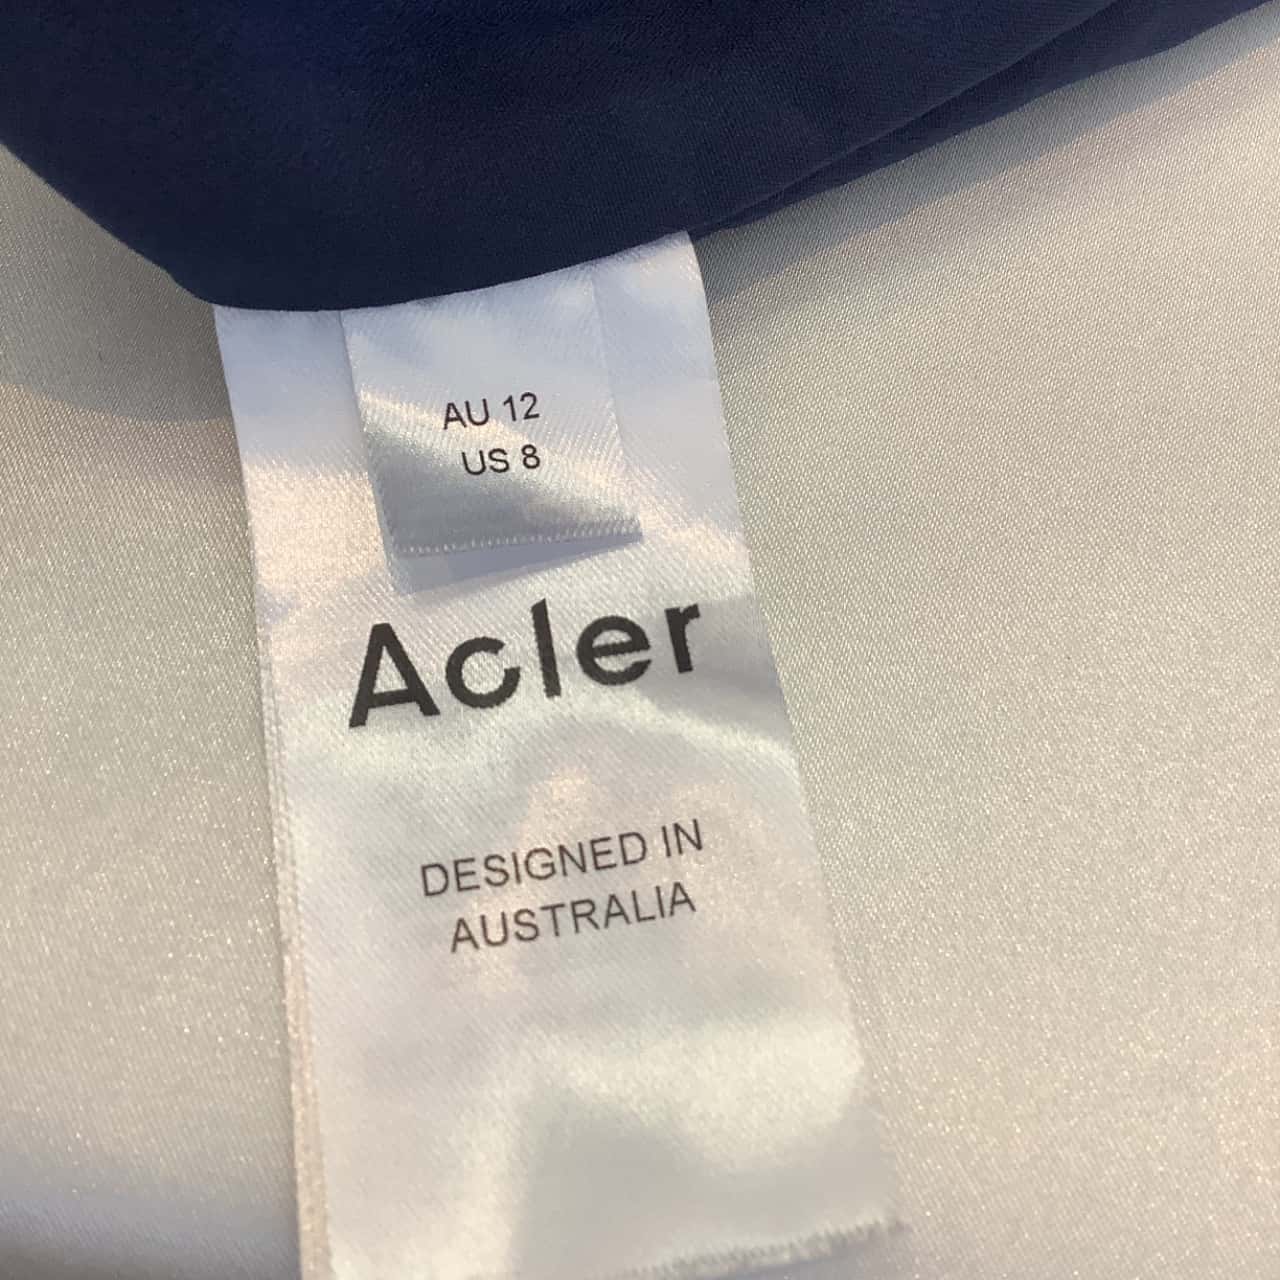 AU 12
US 8
Acler
DESIGNED IN
AUSTRALIA